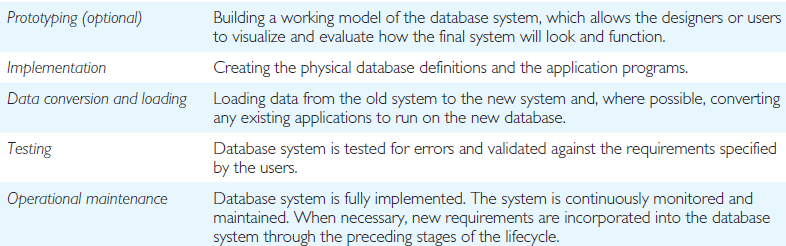 Prototyping (optional) Building a working model of the database system, which allows the designers or users
to visualize and evaluate how the final system will look and function.
Implementation Creating the physical database definitions and the application programs.
Data conversion and loading Loading data from the old system to the new system and, where possible, converting
any existing applications to run on the new database.
Testing Database system is tested for errors and validated against the requirements specified
by the users.
Operational maintenance Database system is fully implemented. The system is continuously monitored and
maintained. When necessary, new requirements are incorporated into the database
system through the preceding stages of the lifecycle.